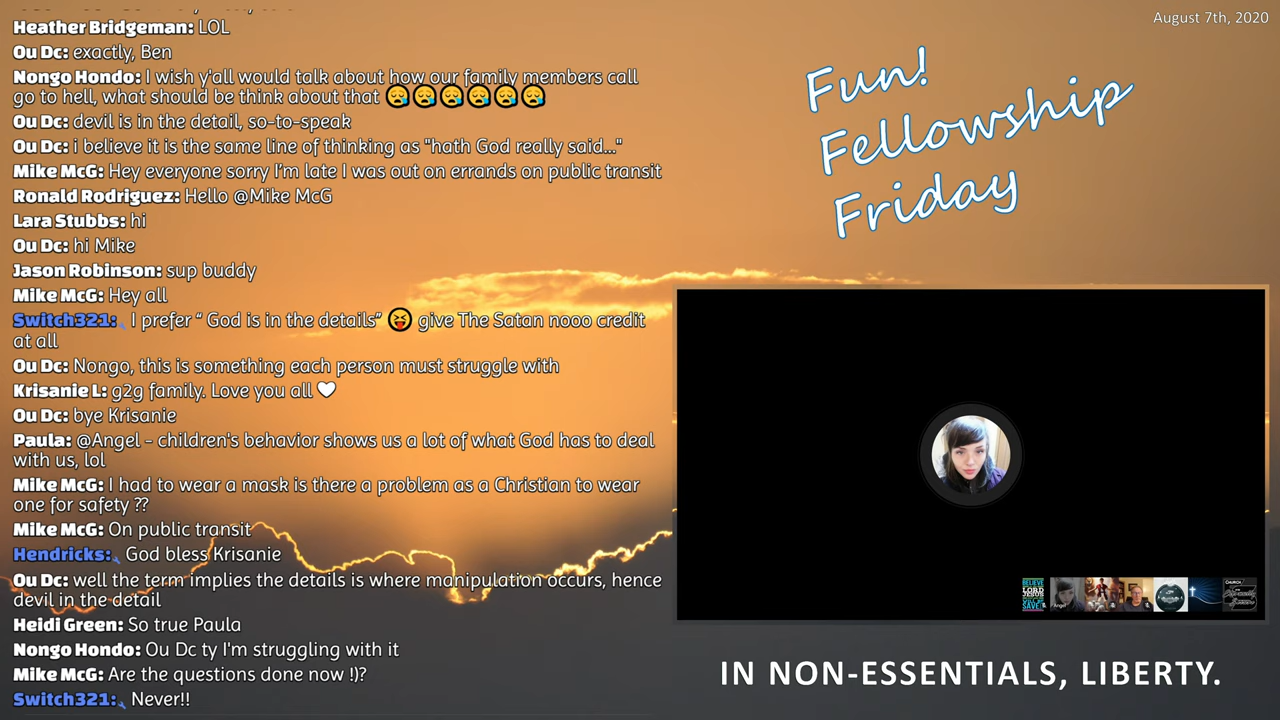 Heather Bridgeman: LOL
Ou Dc: exactly, Ben
Nongo Hondo: I wish y'all would talk about how our family members call
go to hell, what should be think about that 😪😪😪😪😪😪
Ou Dc: devil is in the detail, so-to-speak
Ou Dc: i believe it is the same line of thinking as "hath God really said..."
Mike McG: Hey everyone sorry I'm late I was out on errands on public transit
Ronald Rodriguez: Hello @Mike McG
Lara Stubbs: hi
Ou Dc: hi Mike
Jason Robinson: sup buddy
Mike McG: Hey all
Switch321: I prefer “ God is in the details” 😝 give The Satan nooo credit
at all
Ou Dc: Nongo, this is something each person must struggle with
Krisanie L: g2g family. Love you all 🤍
Ou Dc: bye Krisanie
Paula: @Angel - children's behavior shows us a lot of what God has to deal
with us, lol
Mike McG: I had to wear a mask is there a problem as a Christian to wear
one for safety ??
Mike McG: On public transit
Hendricks: God bless Krisanie
Ou Dc: well the term implies the details is where manipulation occurs, hence
devil in the detail
Heidi Green: So true Paula
Nongo Hondo: Ou Dc ty I'm struggling with it
Mike McG: Are the questions done now !)?
Switch321: Never!!
August 7th, 2020
Fun!
Fellowship
Friday
BELIEVE
LORD
JESUS
SAVE
Angel
CHURCH
IN NON-ESSENTIALS, LIBERTY.